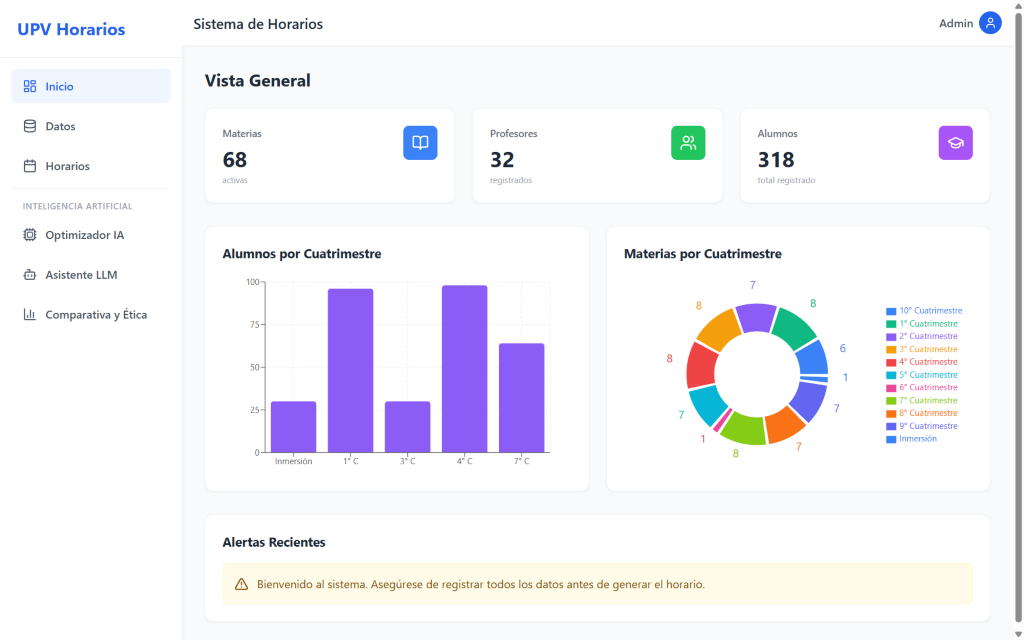 UPV Horarios
Sistema de Horarios
Admin
Inicio
Datos
Horarios
INTELIGENCIA ARTIFICIAL
Optimizador IA
Asistente LLM
Comparativa y Ética
Vista General
Materias
68
activas
Profesores
32
registrados
Alumnos
318
total registrado
Alumnos por Cuatrimestre
100
75
50
25
0
Inmersión 1° C 3° C 4° C 7° C
Materias por Cuatrimestre
7
8
8
6
8
1
7
7
1
7
8
10° Cuatrimestre
1° Cuatrimestre
2° Cuatrimestre
3° Cuatrimestre
4° Cuatrimestre
5° Cuatrimestre
6° Cuatrimestre
7° Cuatrimestre
8° Cuatrimestre
9° Cuatrimestre
Inmersión
Alertas Recientes
Bienvenido al sistema. Asegúrese de registrar todos los datos antes de generar el horario.